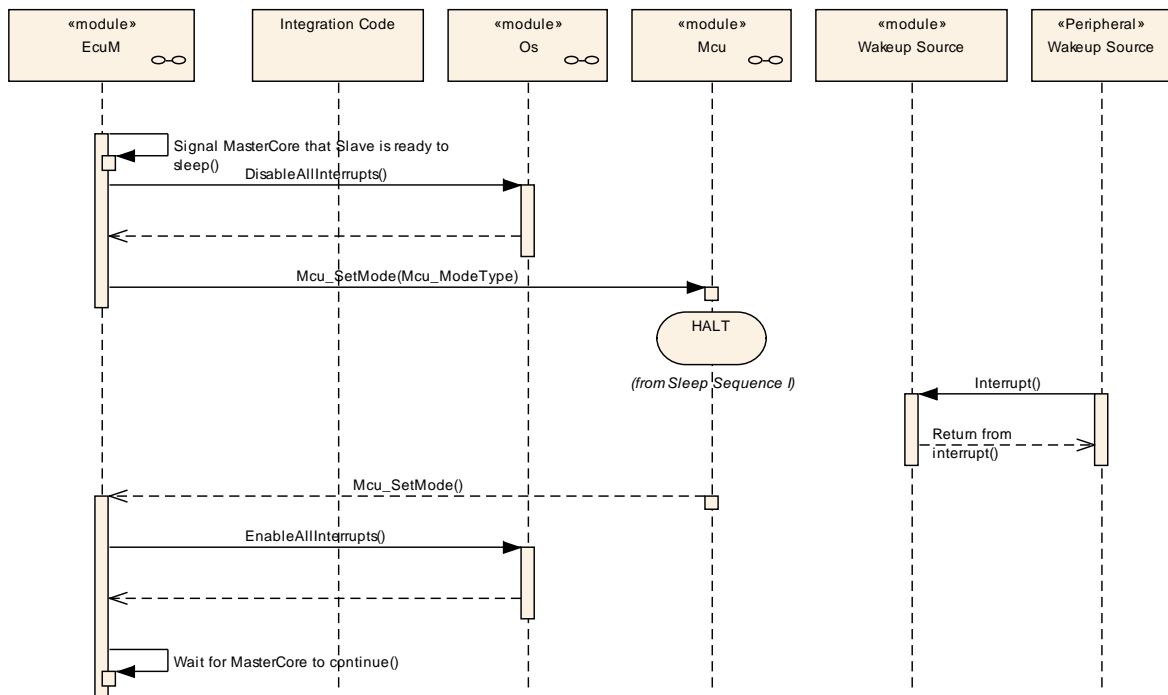 «module»
EcuM
Integration Code
«module»
Os
«module»
Mcu
«module»
Wakeup Source
«Peripheral»
Wakeup Source
Signal MasterCore that Slave is ready to
sleep()
DisableAllInterrupts()
Mcu_SetMode(Mcu_ModeType)
HALT
(from Sleep Sequence I)
Interrupt()
Return from
interrupt()
Mcu_SetMode()
EnableAllInterrupts()
Wait for MasterCore to continue()